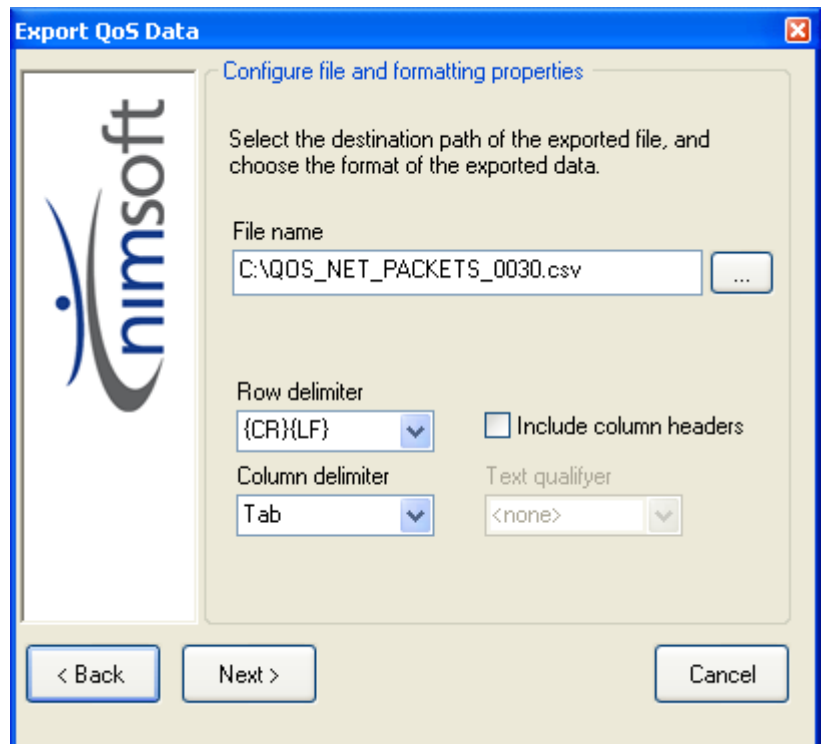 Export QoS Data
nimsoft
Configure file and formatting properties
Select the destination path of the exported file, and
choose the format of the exported data.
File name
C:\QOS_NET_PACKETS_0030.csv
...
Row delimiter
{CR}{LF}
Include column headers
Column delimiter
Text qualifyer
Tab
<none>
< Back
Next >
Cancel